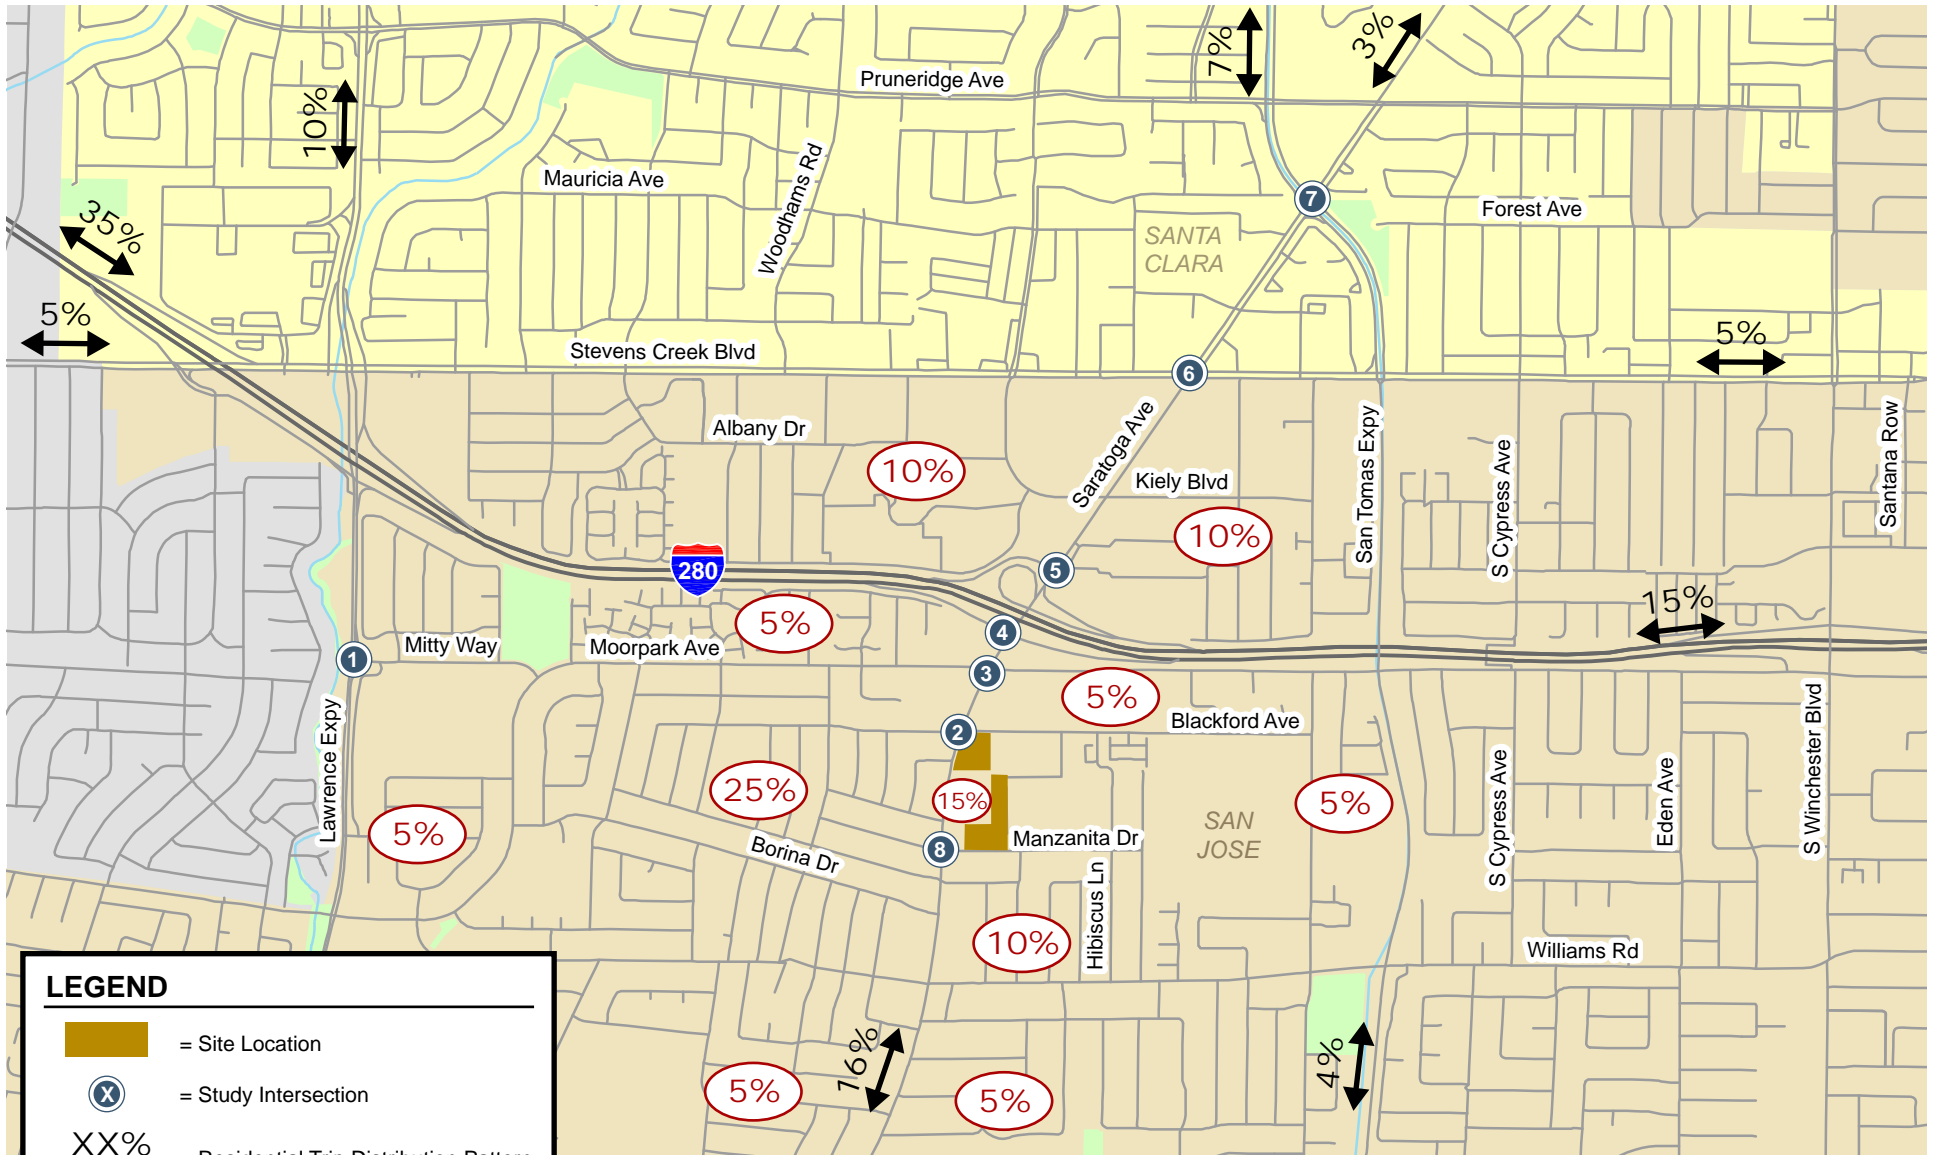 7%
3%
Pruneridge Ave
10%
Mauricia Ave
Woodhams Rd
7
Forest Ave
35%
SANTA
CLARA
5%
5%
Stevens Creek Blvd
6
Albany Dr
Saratoga Ave
San Tomas Expy
S Cypress Ave
Santana Row
10%
Kiely Blvd
10%
280
5
15%
5%
4
Mitty Way
Moorpark Ave
1
3
5%
Blackford Ave
2
Lawrence Expy
S Winchester Blvd
25%
15%
5%
S Cypress Ave
Eden Ave
5%
SAN
JOSE
Manzanita Dr
8
Borina Dr
Hibiscus Ln
10%
Williams Rd
16%
4%
5%
5%
LEGEND
= Site Location
X
= Study Intersection
XX%